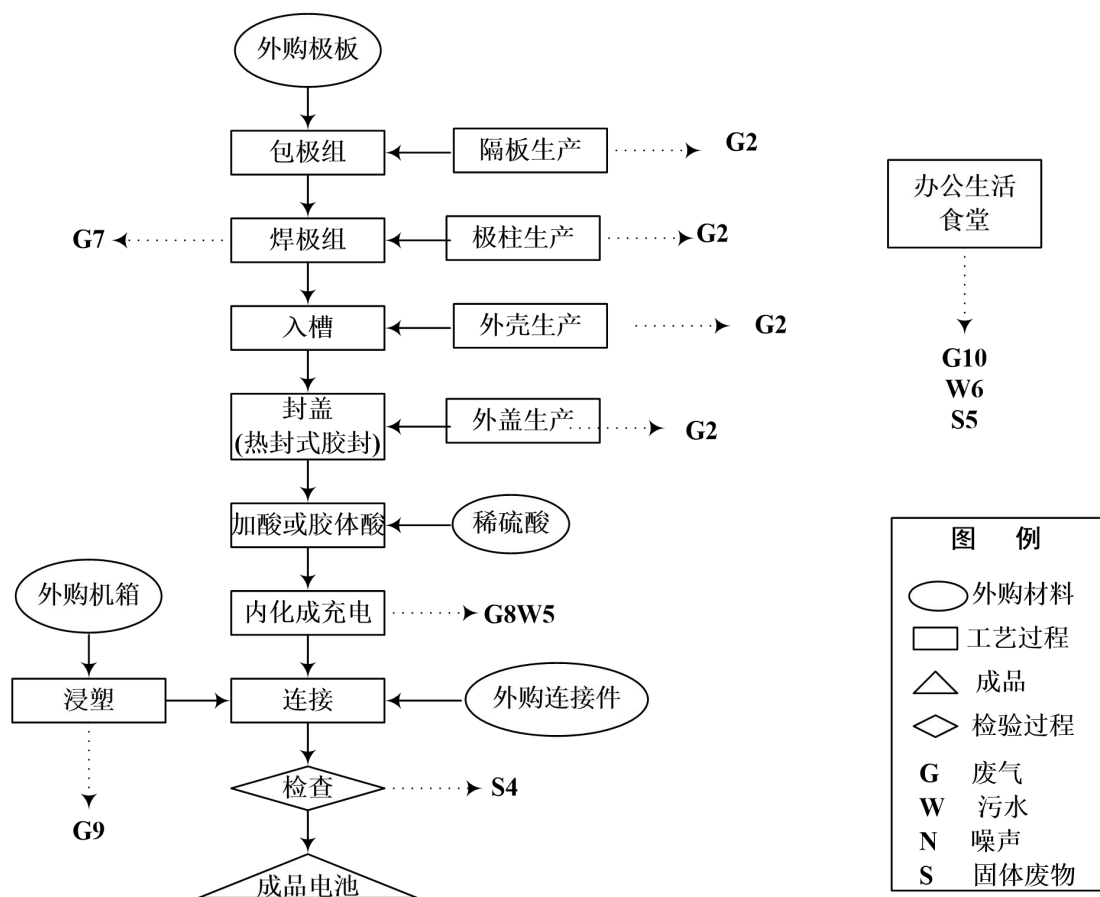 外购极板
包极组
隔板生产
G2
办公生活
食堂
G7
焊极组
极柱生产
G2
入槽
外壳生产
G2
G10
W6
S5
封盖
(热封式胶封)
外盖生产
G2
加酸或胶体酸
稀硫酸
外购机箱
内化成充电
G8W5
浸塑
连接
外购连接件
G9
检查
S4
成品电池
图 例
外购材料
工艺过程
成品
检验过程
G 废气
W 污水
N 噪声
S 固体废物